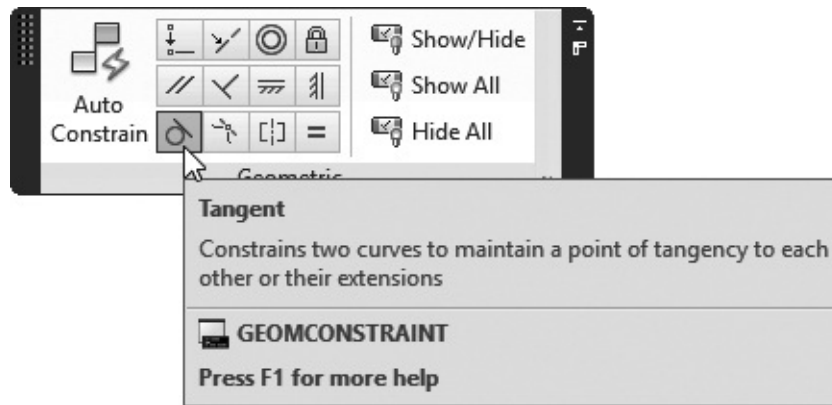 Auto
Constrain
Show/Hide
Show All
Hide All
Geometric
Tangent
Constrains two curves to maintain a point of tangency to each
other or their extensions
GEOMCONSTRAINT
Press F1 for more help